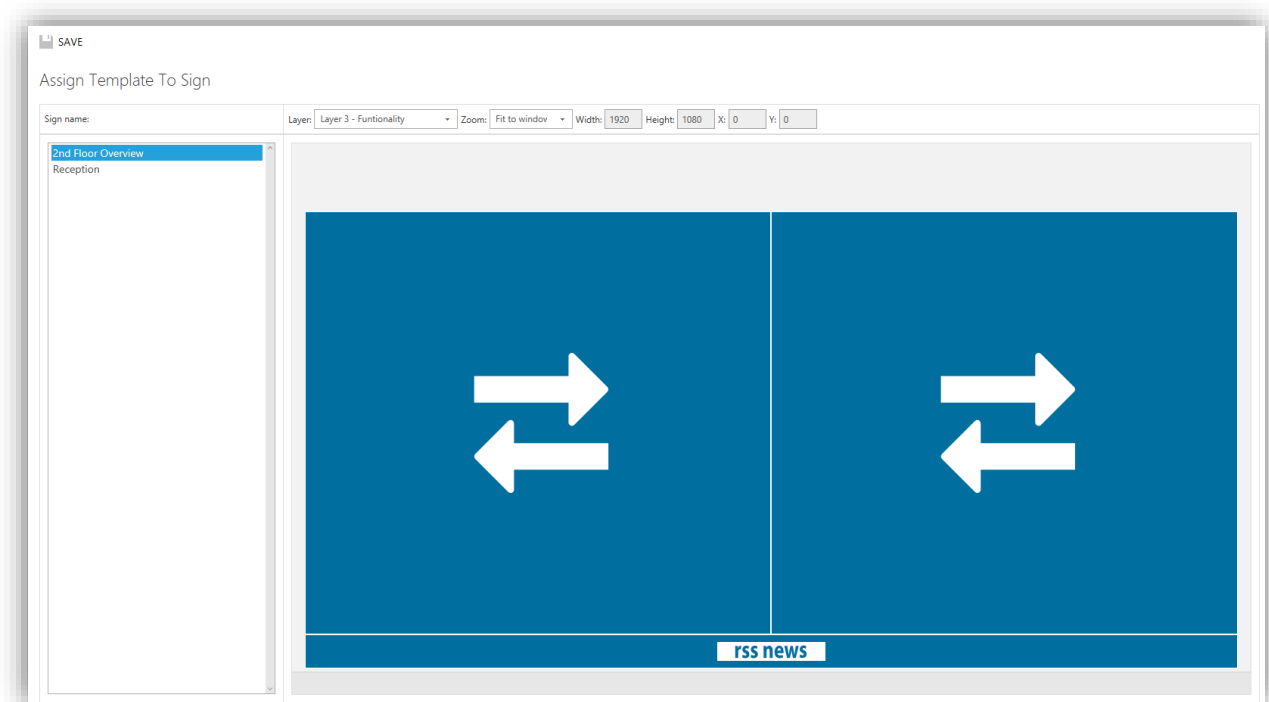 SAVE
Assign Template To Sign
Sign name:
Layer: Layer 3 - Funtionality Zoom: Fit to windov Width: 1920 Height: 1080 X: 0 Y: 0
2nd Floor Overview
Reception
rss news